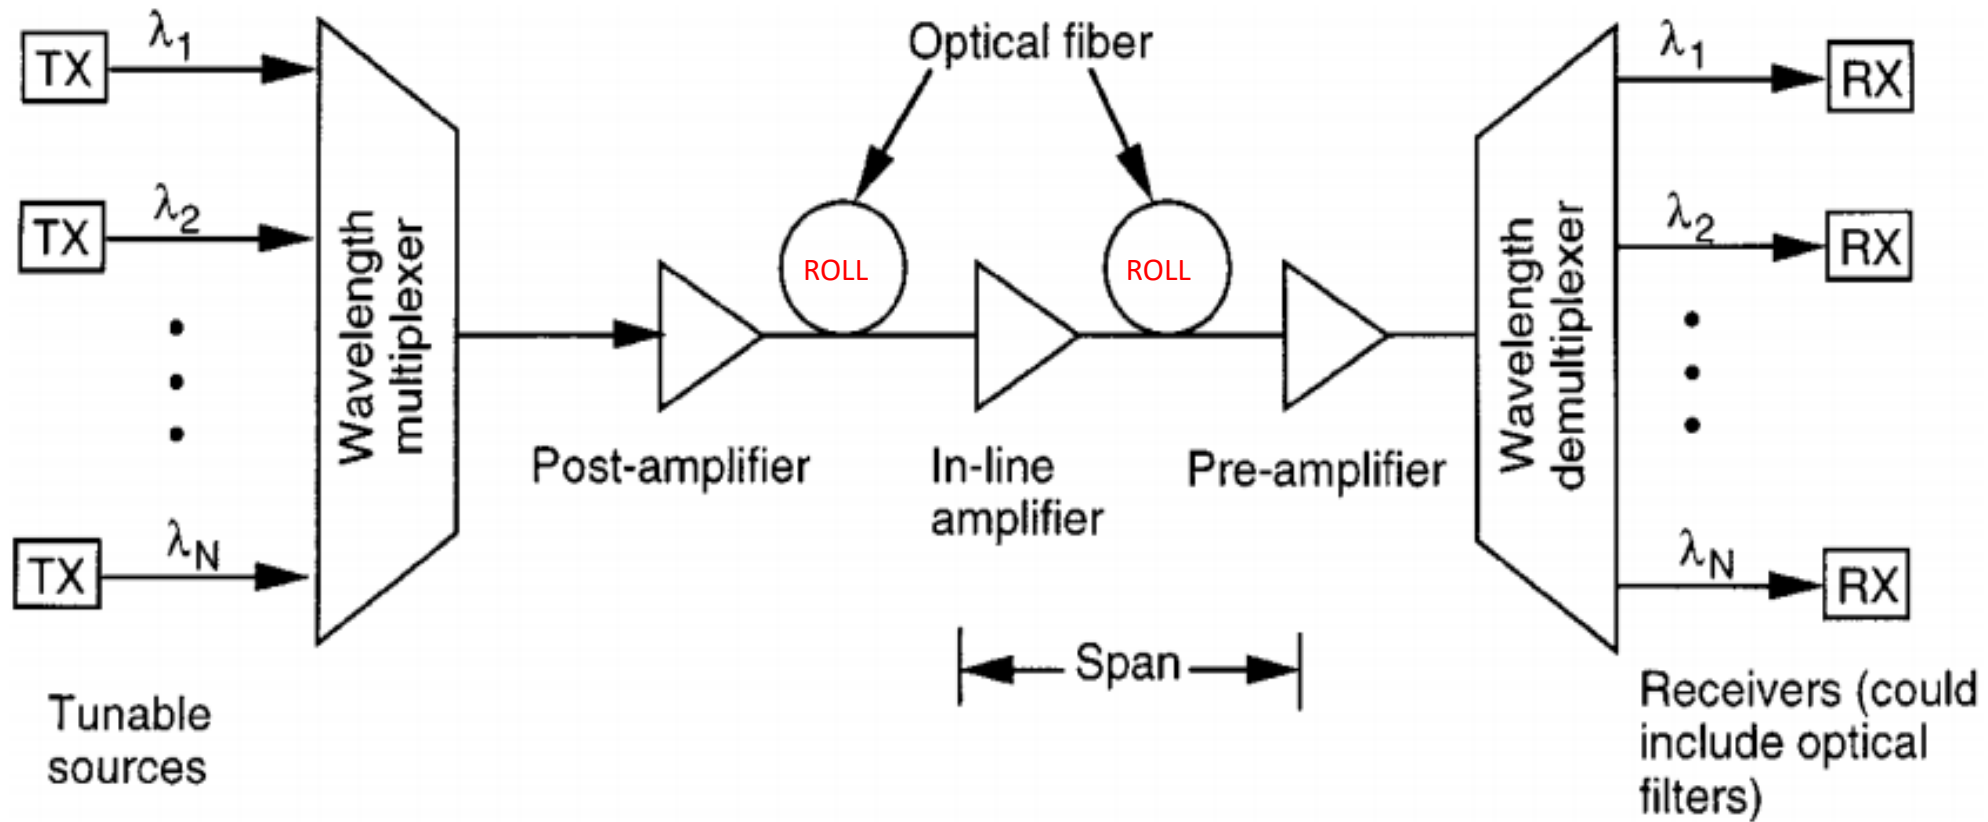 λ1
TX
Optical fiber
λ1
RX
λ2
TX
λ2
RX
Wavelength
multiplexer
ROLL
ROLL
Wavelength
demultiplexer
Post-amplifier
In-line
amplifier
Pre-amplifier
λN
TX
λN
RX
Span
Tunable
sources
Receivers (could
include optical
filters)